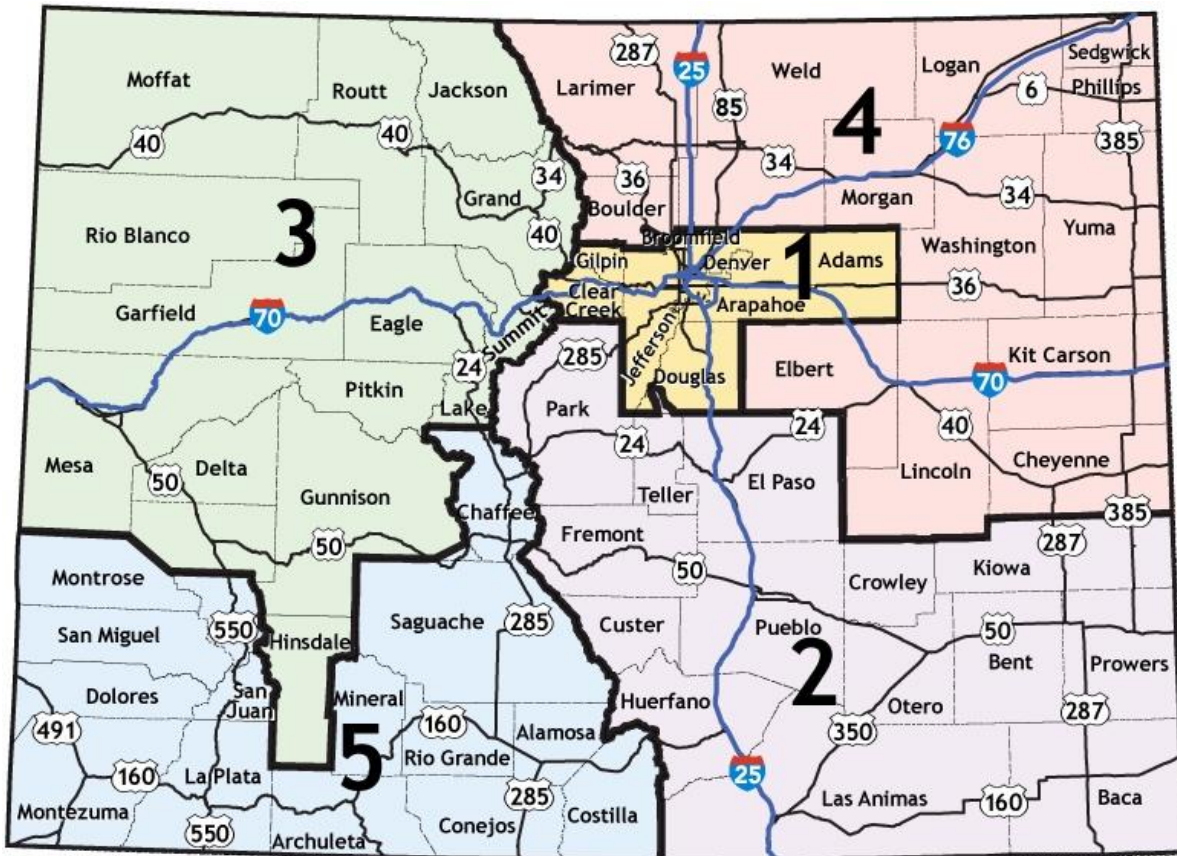 Moffat
Routt
Jackson
Larimer
287
25
Weld
Logan
Sedgwick
Phillips
6
85
4
76
385
40
40
34
36
34
34
Grand
Boulder
Morgan
Yuma
3
Rio Blanco
40
Broomfield
Washington
Gilpin
Denver
1
Adams
36
Garfield
70
Eagle
Clear
Creek
Arapahoe
Summit
Jefferson
285
24
Douglas
Elbert
Kit Carson
70
Pitkin
Lake
Park
24
24
40
Mesa
Delta
50
Gunnison
Chaffee
Teller
El Paso
Lincoln
Cheyenne
385
50
Fremont
287
50
Montrose
Crowley
Kiowa
San Miguel
550
Hinsdale
Saguache
285
Custer
Pueblo
50
Bent
Prowers
2
Dolores
San
Juan
Mineral
Huerfano
Otero
287
491
5
160
Rio Grande
Alamosa
350
160
La Plata
25
Montezuma
550
Archuleta
Conejos
285
Costilla
Las Animas
160
Baca